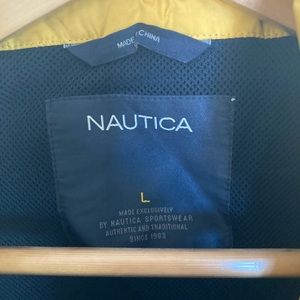 MADE IN CHINA
NAUTICA
L
MADE EXCLUSIVELY
BY NAUTICA SPORTSWEAR
AUTHENTIC AND TRADITIONAL
SINCE 1983